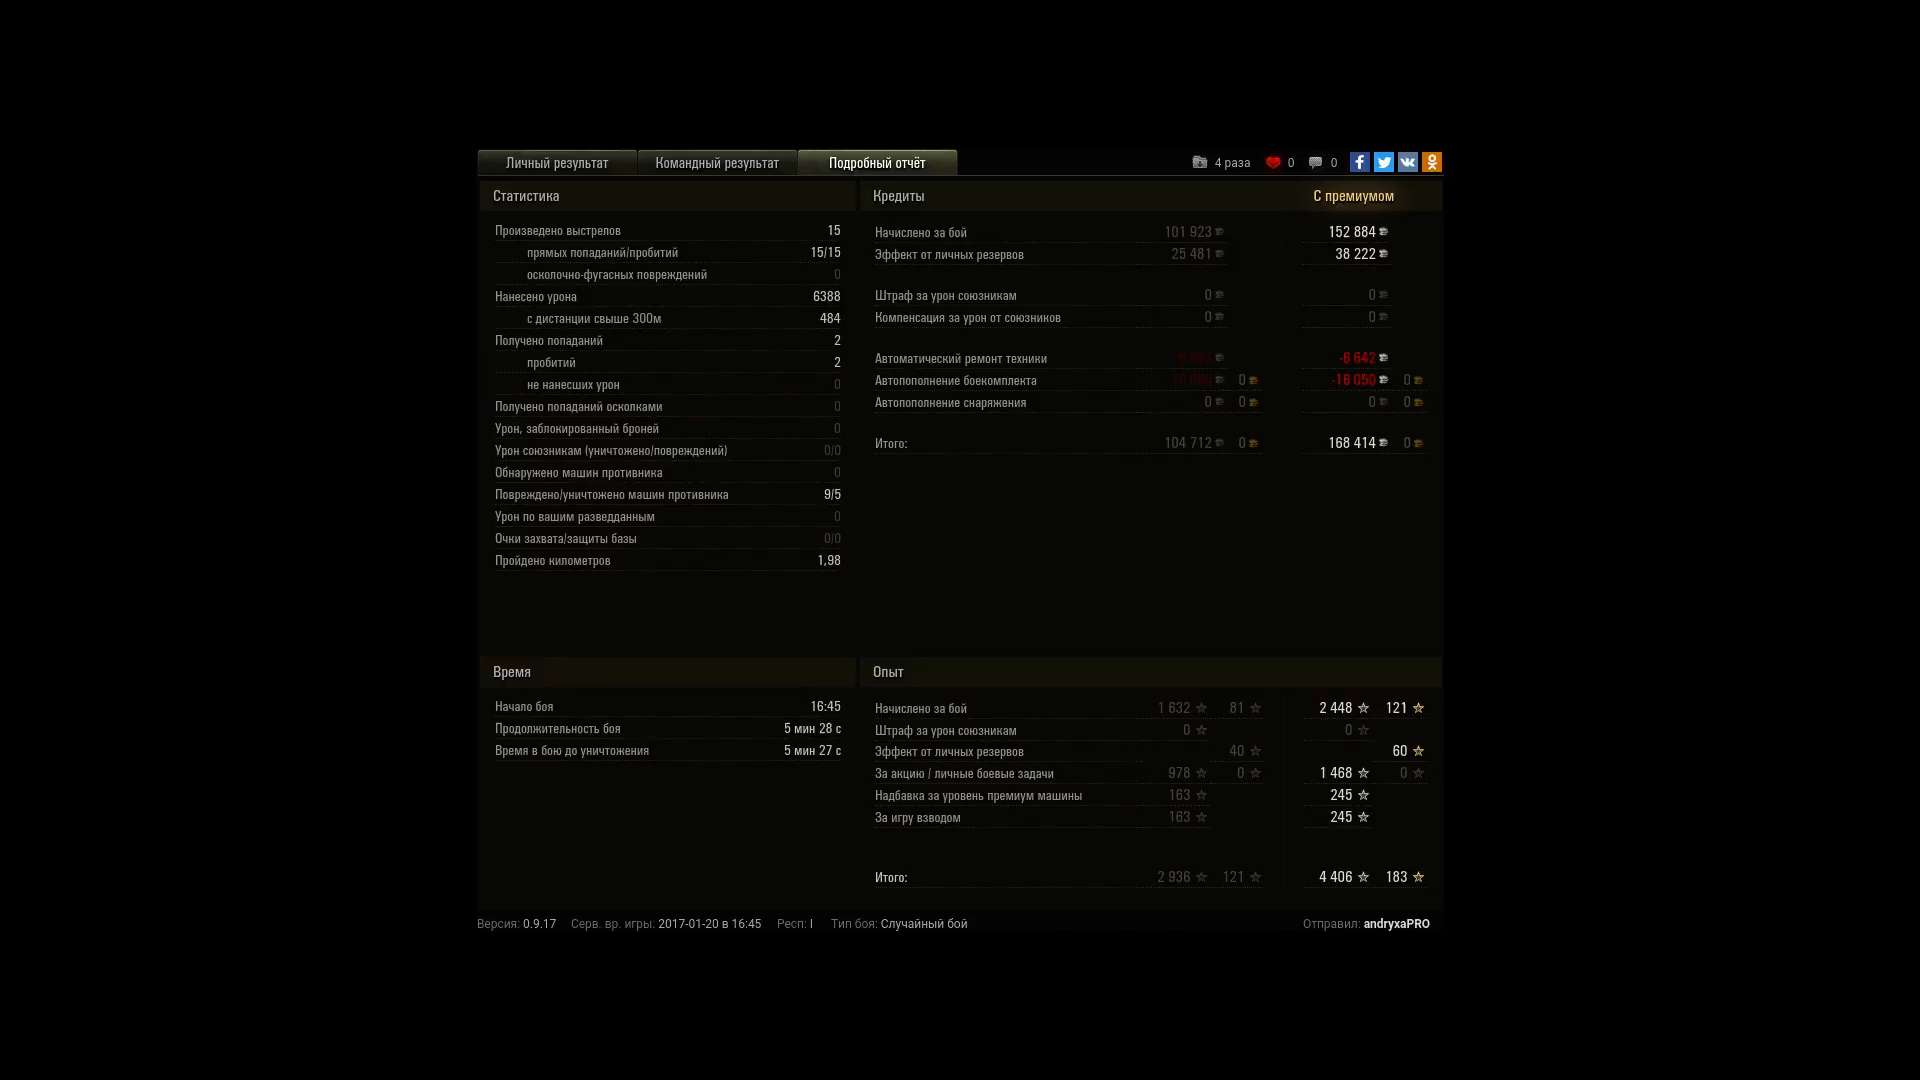 Личный результат Командный результат Подробный отчёт 4 раза 0 0
Статистика
Произведено выстрелов 15
прямых попаданий/пробитий 15/15
осколочно-фугасных повреждений 0
Нанесено урона 6388
с дистанции свыше 300м 484
Получено попаданий 2
пробитий 2
не нанесших урон 0
Получено попаданий осколками 0
Урон, заблокированный броней 0
Урон союзникам (уничтожено/повреждений) 0/0
Обнаружено машин противника 0
Повреждено/уничтожено машин противника 9/5
Урон по вашим разведданным 0
Очки захвата/защиты базы 0/0
Пройдено километров 1,98
Кредиты С премиумом
Начислено за бой 101 923 152 884
Эффект от личных резервов 25 481 38 222
Штраф за урон союзникам 0 0
Компенсация за урон от союзников 0 0
Автоматический ремонт техники -6 642
Автопополнение боекомплекта 0 -16 050 0
Автопополнение снаряжения 0 0 0 0
Итого: 104 712 0 168 414 0
Время
Начало боя 16:45
Продолжительность боя 5 мин 28 с
Время в бою до уничтожения 5 мин 27 с
Опыт
Начислено за бой 1 632 81 2 448 121
Штраф за урон союзникам 0 0
Эффект от личных резервов 40 60
За акцию / личные боевые задачи 978 0 1 468 0
Надбавка за уровень премиум машины 163 245
За игру взводом 163 245
Итого: 2 936 121 4 406 183
Версия: 0.9.17 Серв. вр. игры: 2017-01-20 в 16:45 Респ: I Тип боя: Случайный бой Отправил: andryxaPRO